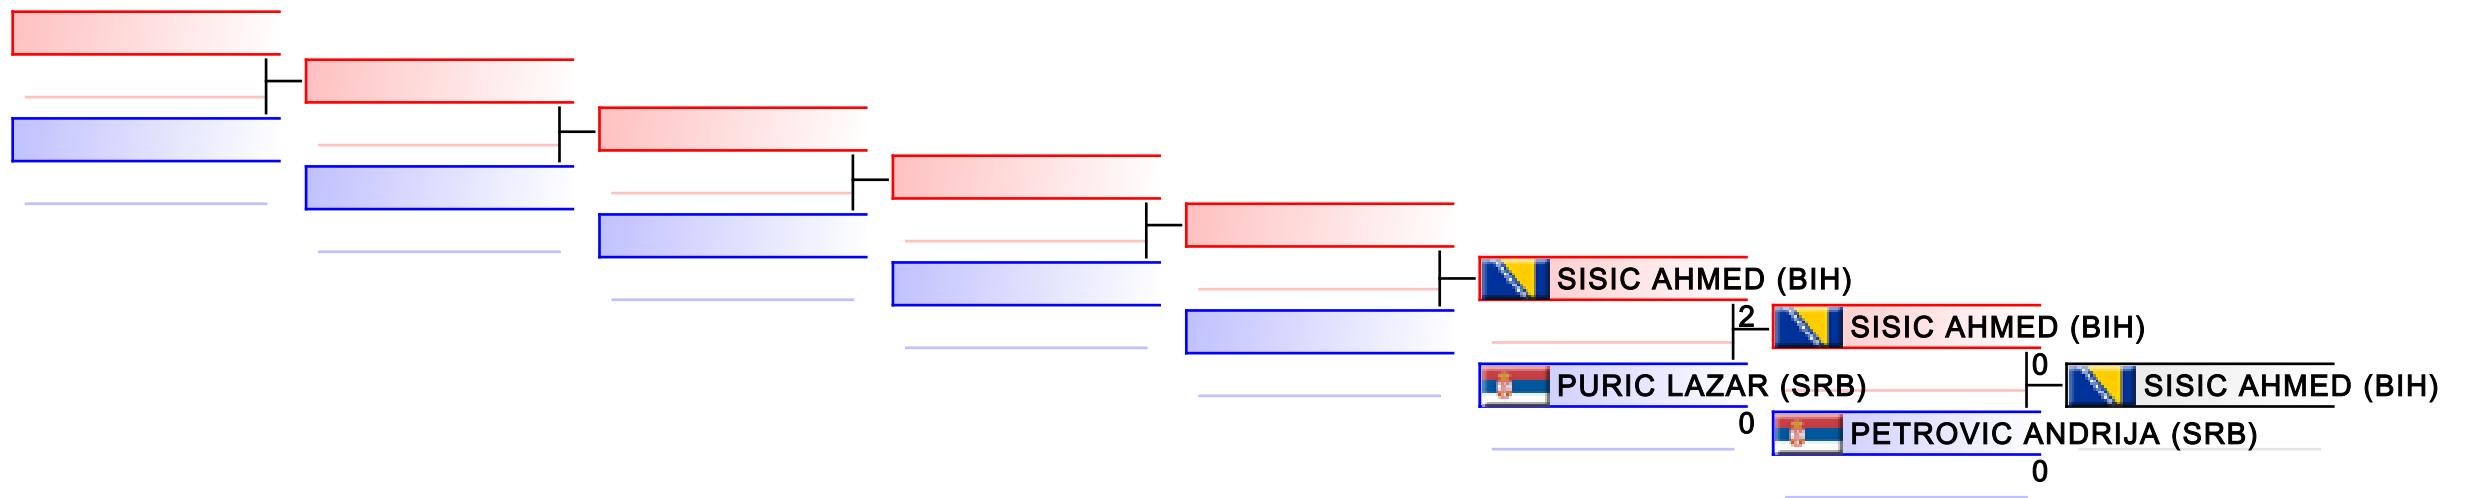 SISIC AHMED (BIH)
2
PURIC LAZAR (SRB)
0
SISIC AHMED (BIH)
0
PETROVIC ANDRIJA (SRB)
0
SISIC AHMED (BIH)